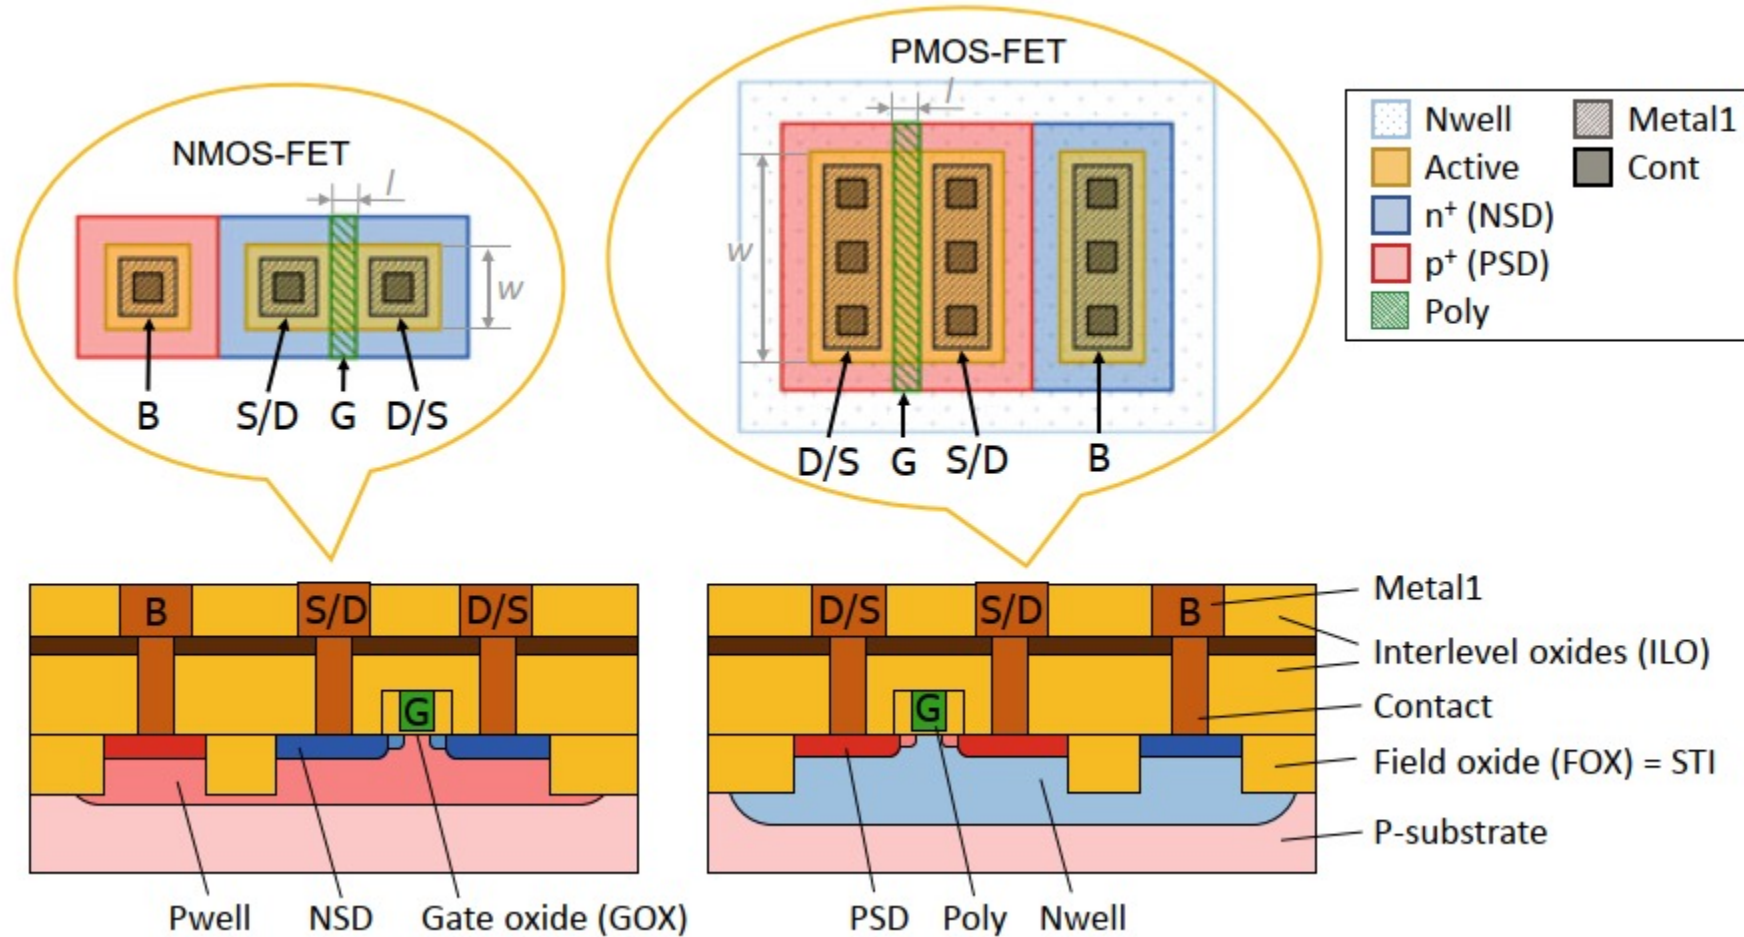 PMOS-FET
l
NMOS-FET
l
w
B
S/D
G
D/S
w
D/S
G
S/D
B
Nwell
Metal1
Active
Cont
n⁺ (NSD)
p⁺ (PSD)
Poly
B
S/D
D/S
G
D/S
S/D
B
G
Metal1
Interlevel oxides (ILO)
Contact
Field oxide (FOX) = STI
P-substrate
Pwell
NSD
Gate oxide (GOX)
PSD
Poly
Nwell